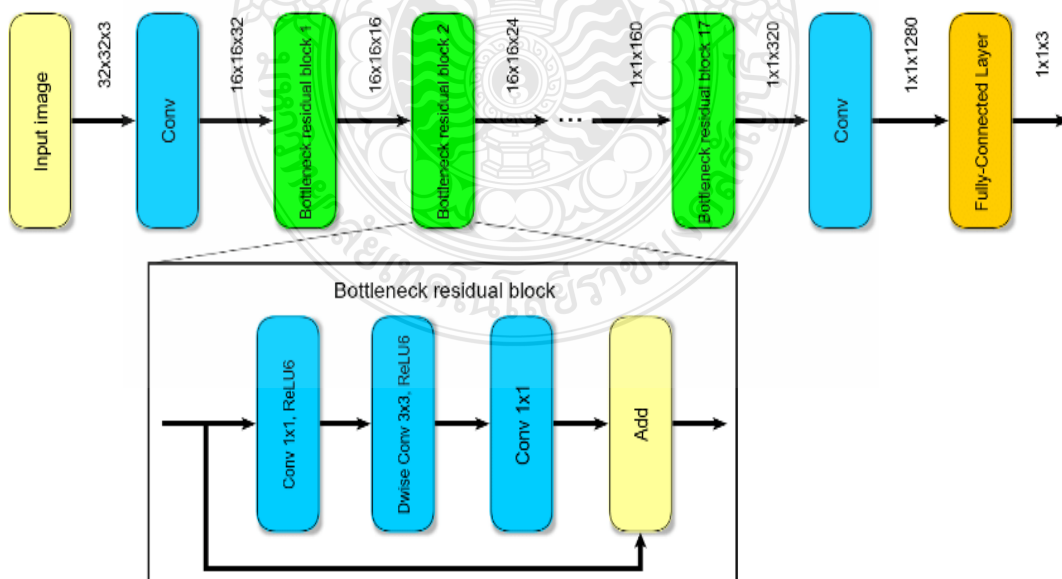 Input image
32x32x3
Conv
16x16x32
Bottleneck residual block 1
16x16x16
Bottleneck residual block 2
16x16x24
...
1x1x160
Bottleneck residual block 17
1x1x320
Conv
1x1x1280
Fully-Connected Layer
1x1x3
Bottleneck residual block
Conv 1x1, ReLU6
Dwise Conv 3x3, ReLU6
Conv 1x1
Add